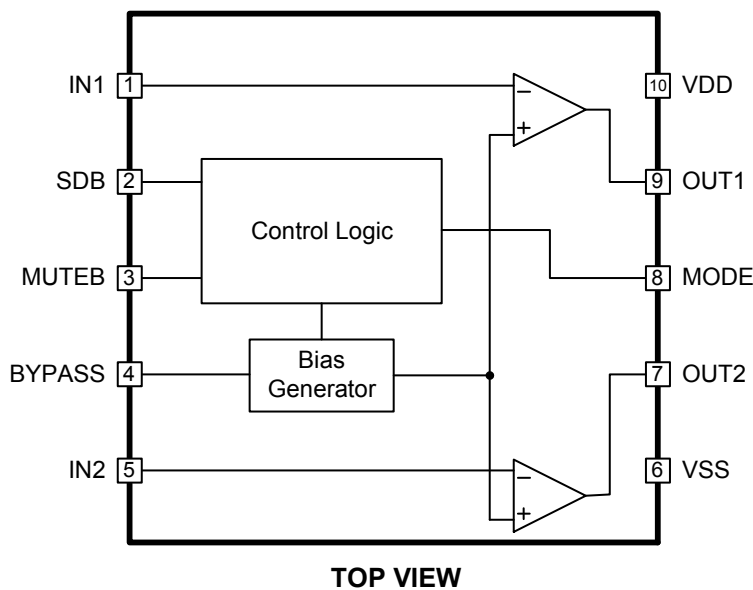 IN1 1 − 10 VDD
+
SDB 2 9 OUT1
Control Logic
MUTEB 3 8 MODE
BYPASS 4 Bias
Generator 7 OUT2
IN2 5 − 6 VSS
+
TOP VIEW